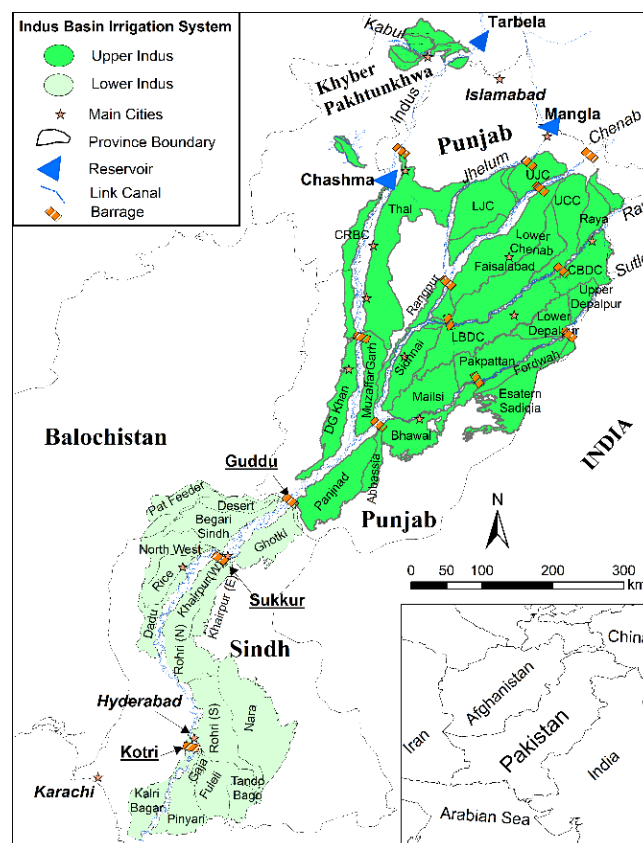 Indus Basin Irrigation System
Upper Indus
Lower Indus
Main Cities
Province Boundary
Reservoir
Link Canal
Barrage
Kabul
Tarbela
Khyber
Pakhtunkhwa
Indus
Islamabad
Mangla
Punjab
Chenab
Jhelum
Chashma
UJC
Thal
LJC
UCC
Raya
CRBC
Lower
Chenab
Faisalabad
CBDC
Sutle
Upper
Depalpur
Rangpur
Lower
Depalpur
LBDC
Sidhnai
Pakpattan
Fordwah
MuzaffarGarh
DG Khan
Mailsi
Esatern
Sadiqia
Balochistan
Bhawal
INDIA
Guddu
Panjnad
Abbassia
Pat Feeder
Desert
Punjab
N
Begari
Sindh
Ghotki
North West
Rice
Khairpur(W)
0 50 100 200 300
km
Sukkur
Khairpur (E)
Dadu
Rohri (N)
Sindh
China
Afghanistan
Hyderabad
Rohri (S)
Nara
Iran
Pakistan
Kotri
India
Gaja
Karachi
Kalri
Bagar
Fuleli
Tando
Bago
Pinyari
Arabian Sea